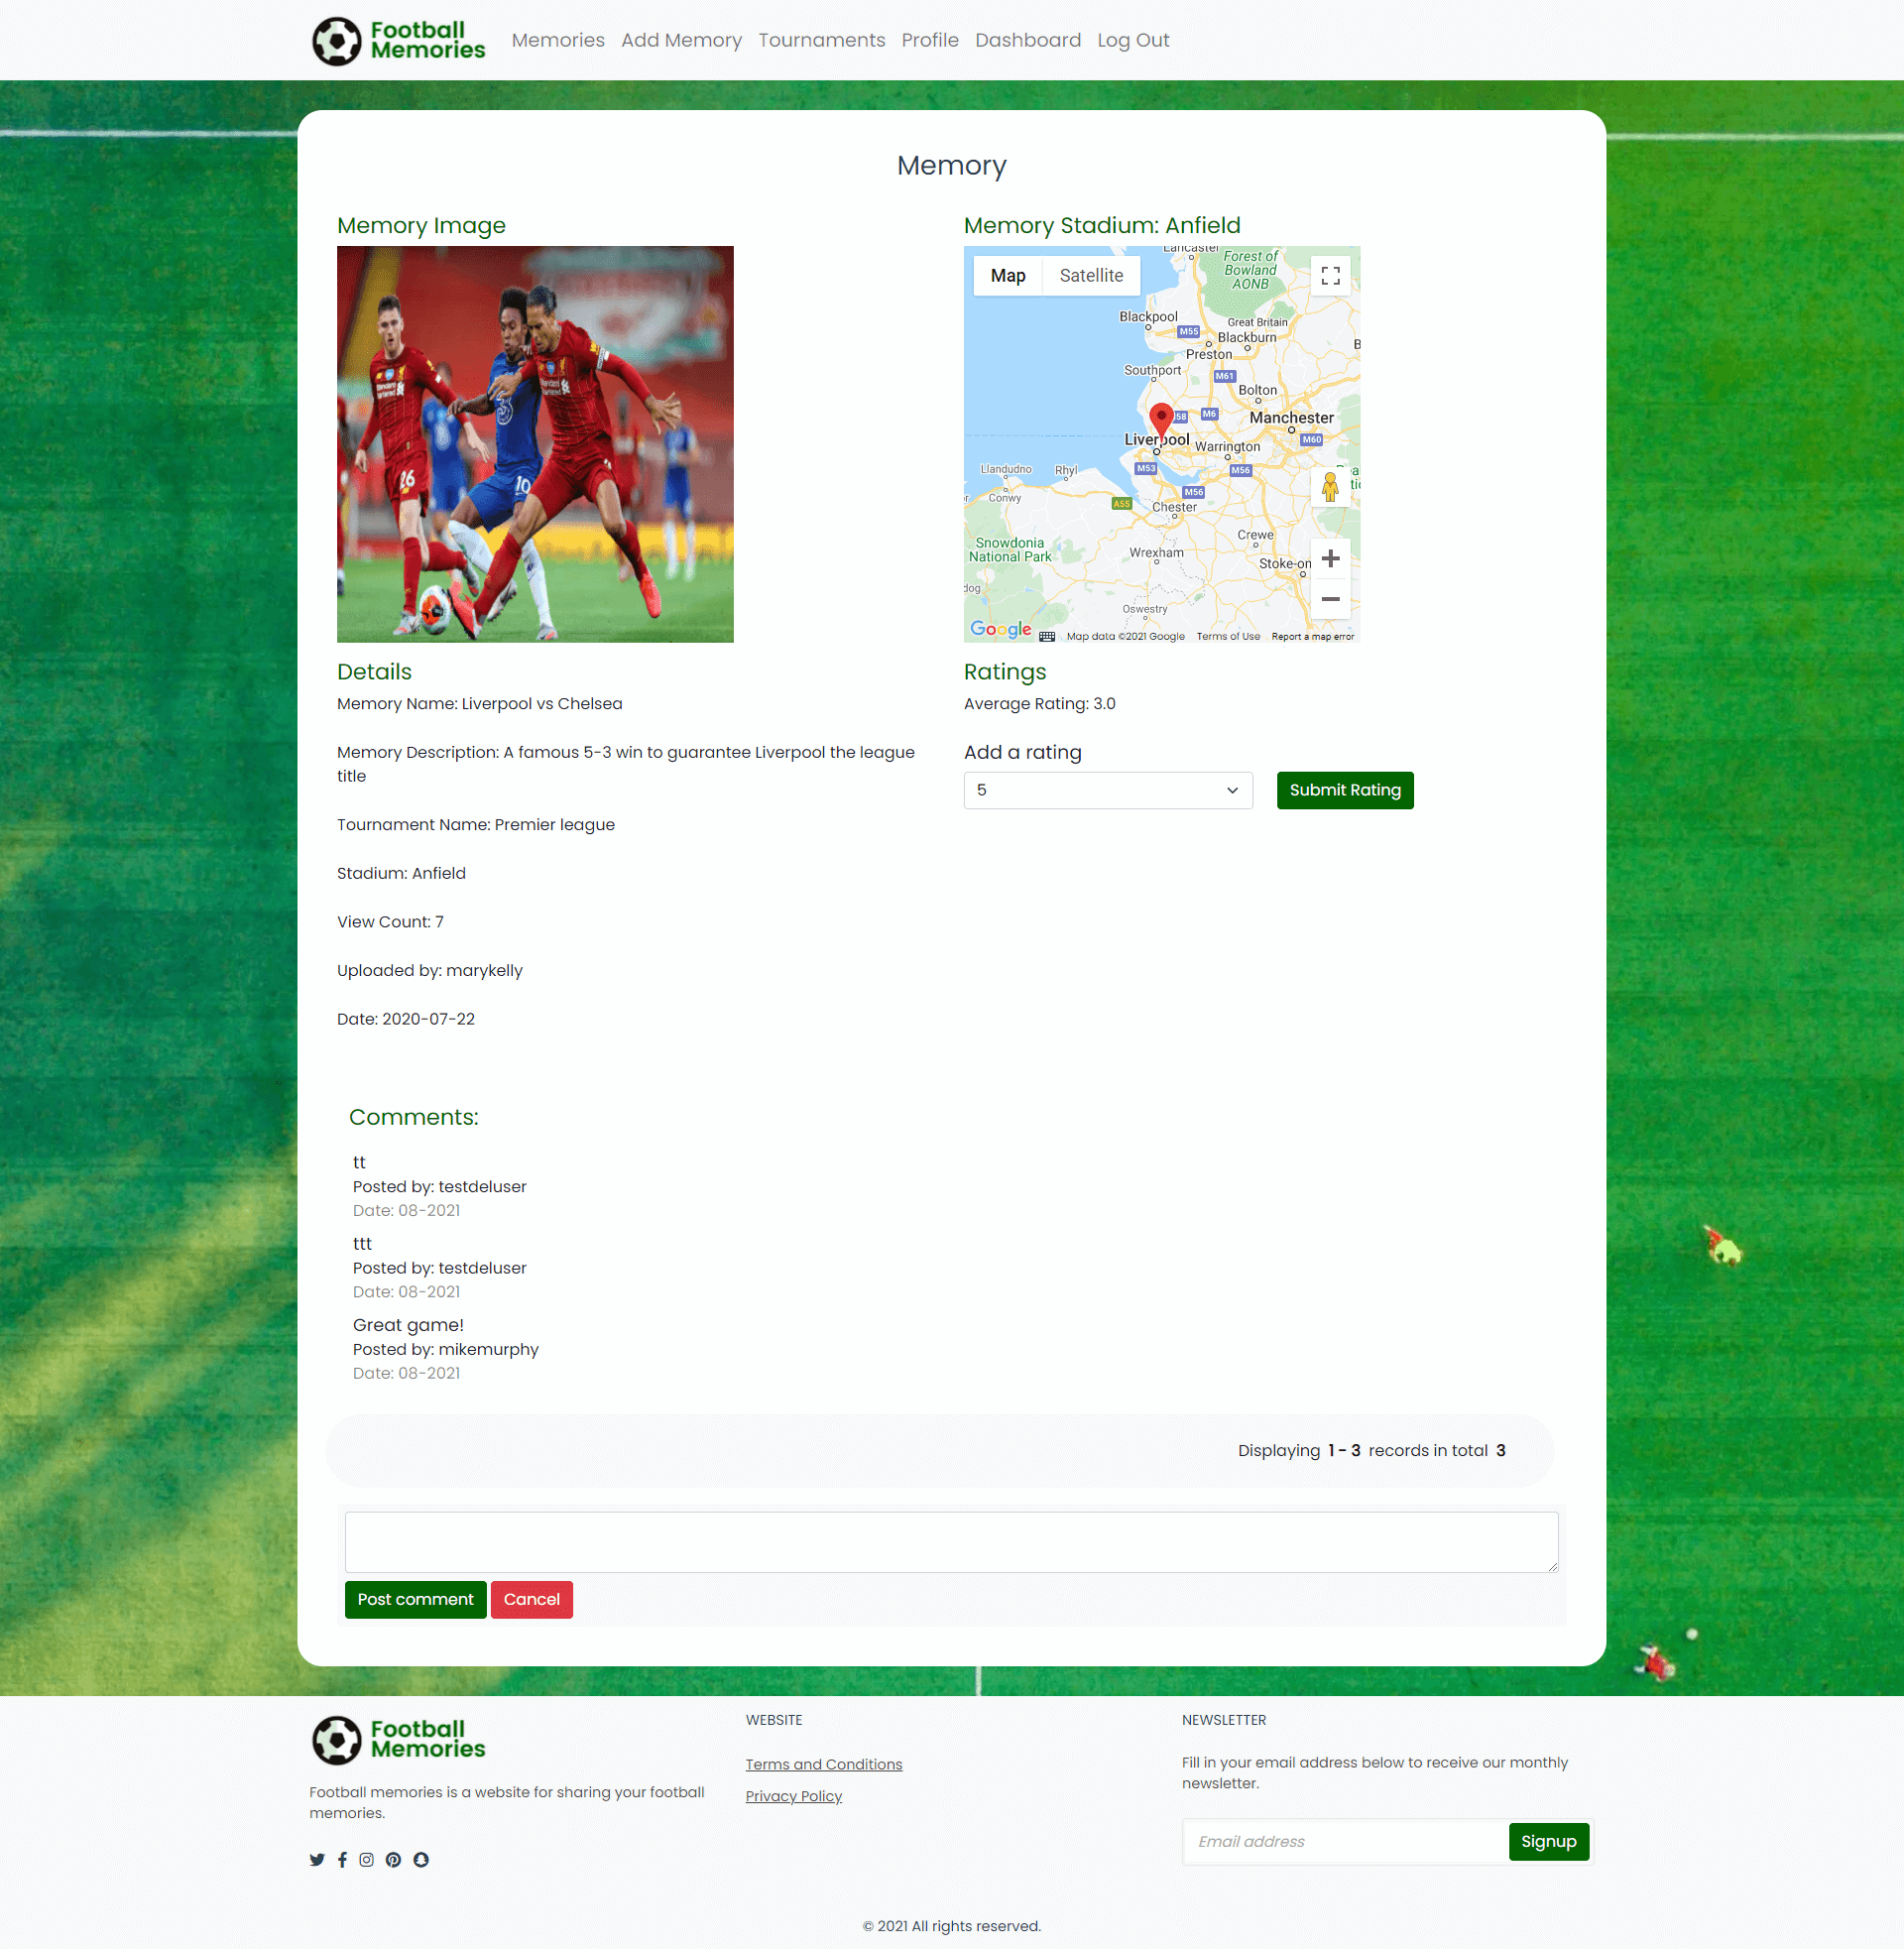 Football
Memories
Memories Add Memory Tournaments Profile Dashboard Log Out
Memory
Memory Image
26
3
10
Memory Stadium: Anfield
Map Satellite
Lancaster
Forest of
Bowland
AONB
Blackpool
M55
Great Britain
Blackburn
Preston
Southport
M61
Bolton
58
M6
Manchester
Liverpool
Warrington
M60
M53
M56
Llandudno
Rhyl
Conwy
M56
A55
Chester
Snowdonia
National Park
Crewe
Wrexham
Stoke-on
Oswestry
Google
Map data ©2021 Google Terms of Use Report a map error
Details
Memory Name: Liverpool vs Chelsea
Memory Description: A famous 5-3 win to guarantee Liverpool the league
title
Tournament Name: Premier league
Stadium: Anfield
View Count: 7
Uploaded by: marykelly
Date: 2020-07-22
Ratings
Average Rating: 3.0
Add a rating
5
Submit Rating
Comments:
tt
Posted by: testdeluser
Date: 08-2021
ttt
Posted by: testdeluser
Date: 08-2021
Great game!
Posted by: mikemurphy
Date: 08-2021
Displaying 1 - 3 records in total 3
Post comment Cancel
Football
Memories
Football memories is a website for sharing your football
memories.
WEBSITE
Terms and Conditions
Privacy Policy
NEWSLETTER
Fill in your email address below to receive our monthly
newsletter.
Email address
Signup
© 2021 All rights reserved.